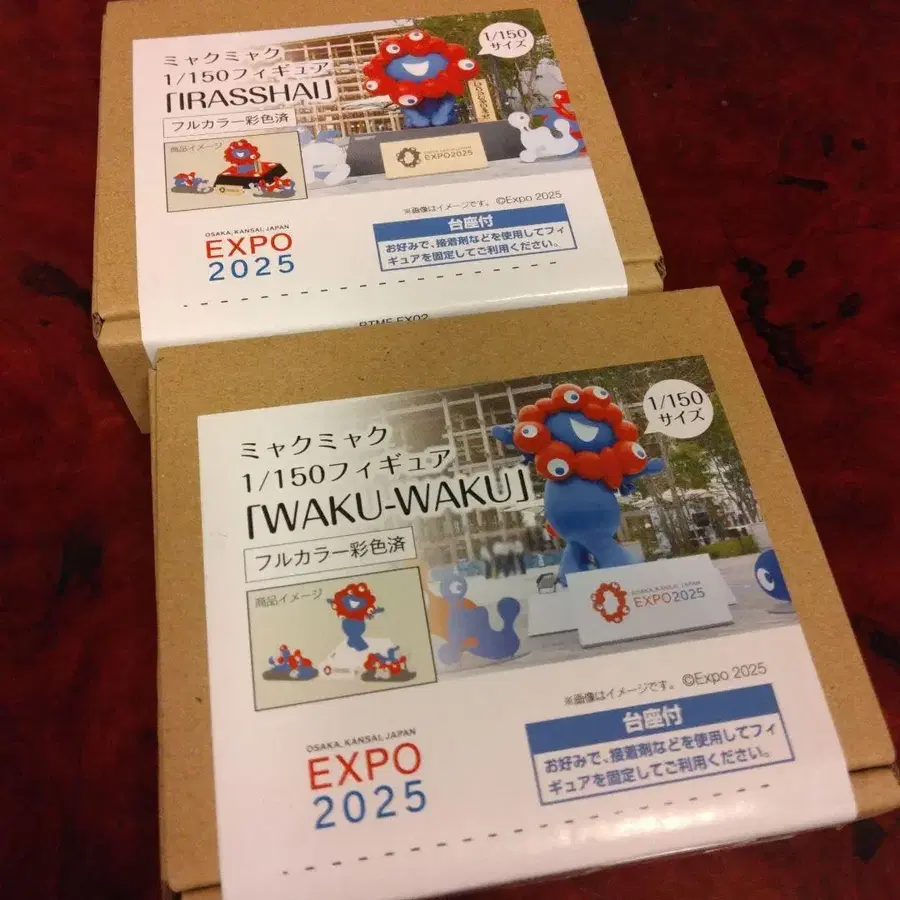 ミャクミャク
1/150フィギュア
「IRASSHAI」
フルカラー彩色済
商品イメージ
1/150
サイズ
EXPO2025
※画像はイメージです。 ©Expo 2025
OSAKA, KANSAI, JAPAN
EXPO
2025
台座付
お好みで、接着剤などを使用してフィ
ギュアを固定してご利用ください。
ミャクミャク
1/150フィギュア
「WAKU-WAKU」
フルカラー彩色済
商品イメージ
1/150
サイズ
OSAKA, KANSAI, JAPAN
EXPO2025
※画像はイメージです。 ©Expo 2025
OSAKA, KANSAI, JAPAN
EXPO
2025
台座付
お好みで、接着剤などを使用してフィ
ギュアを固定してご利用ください。